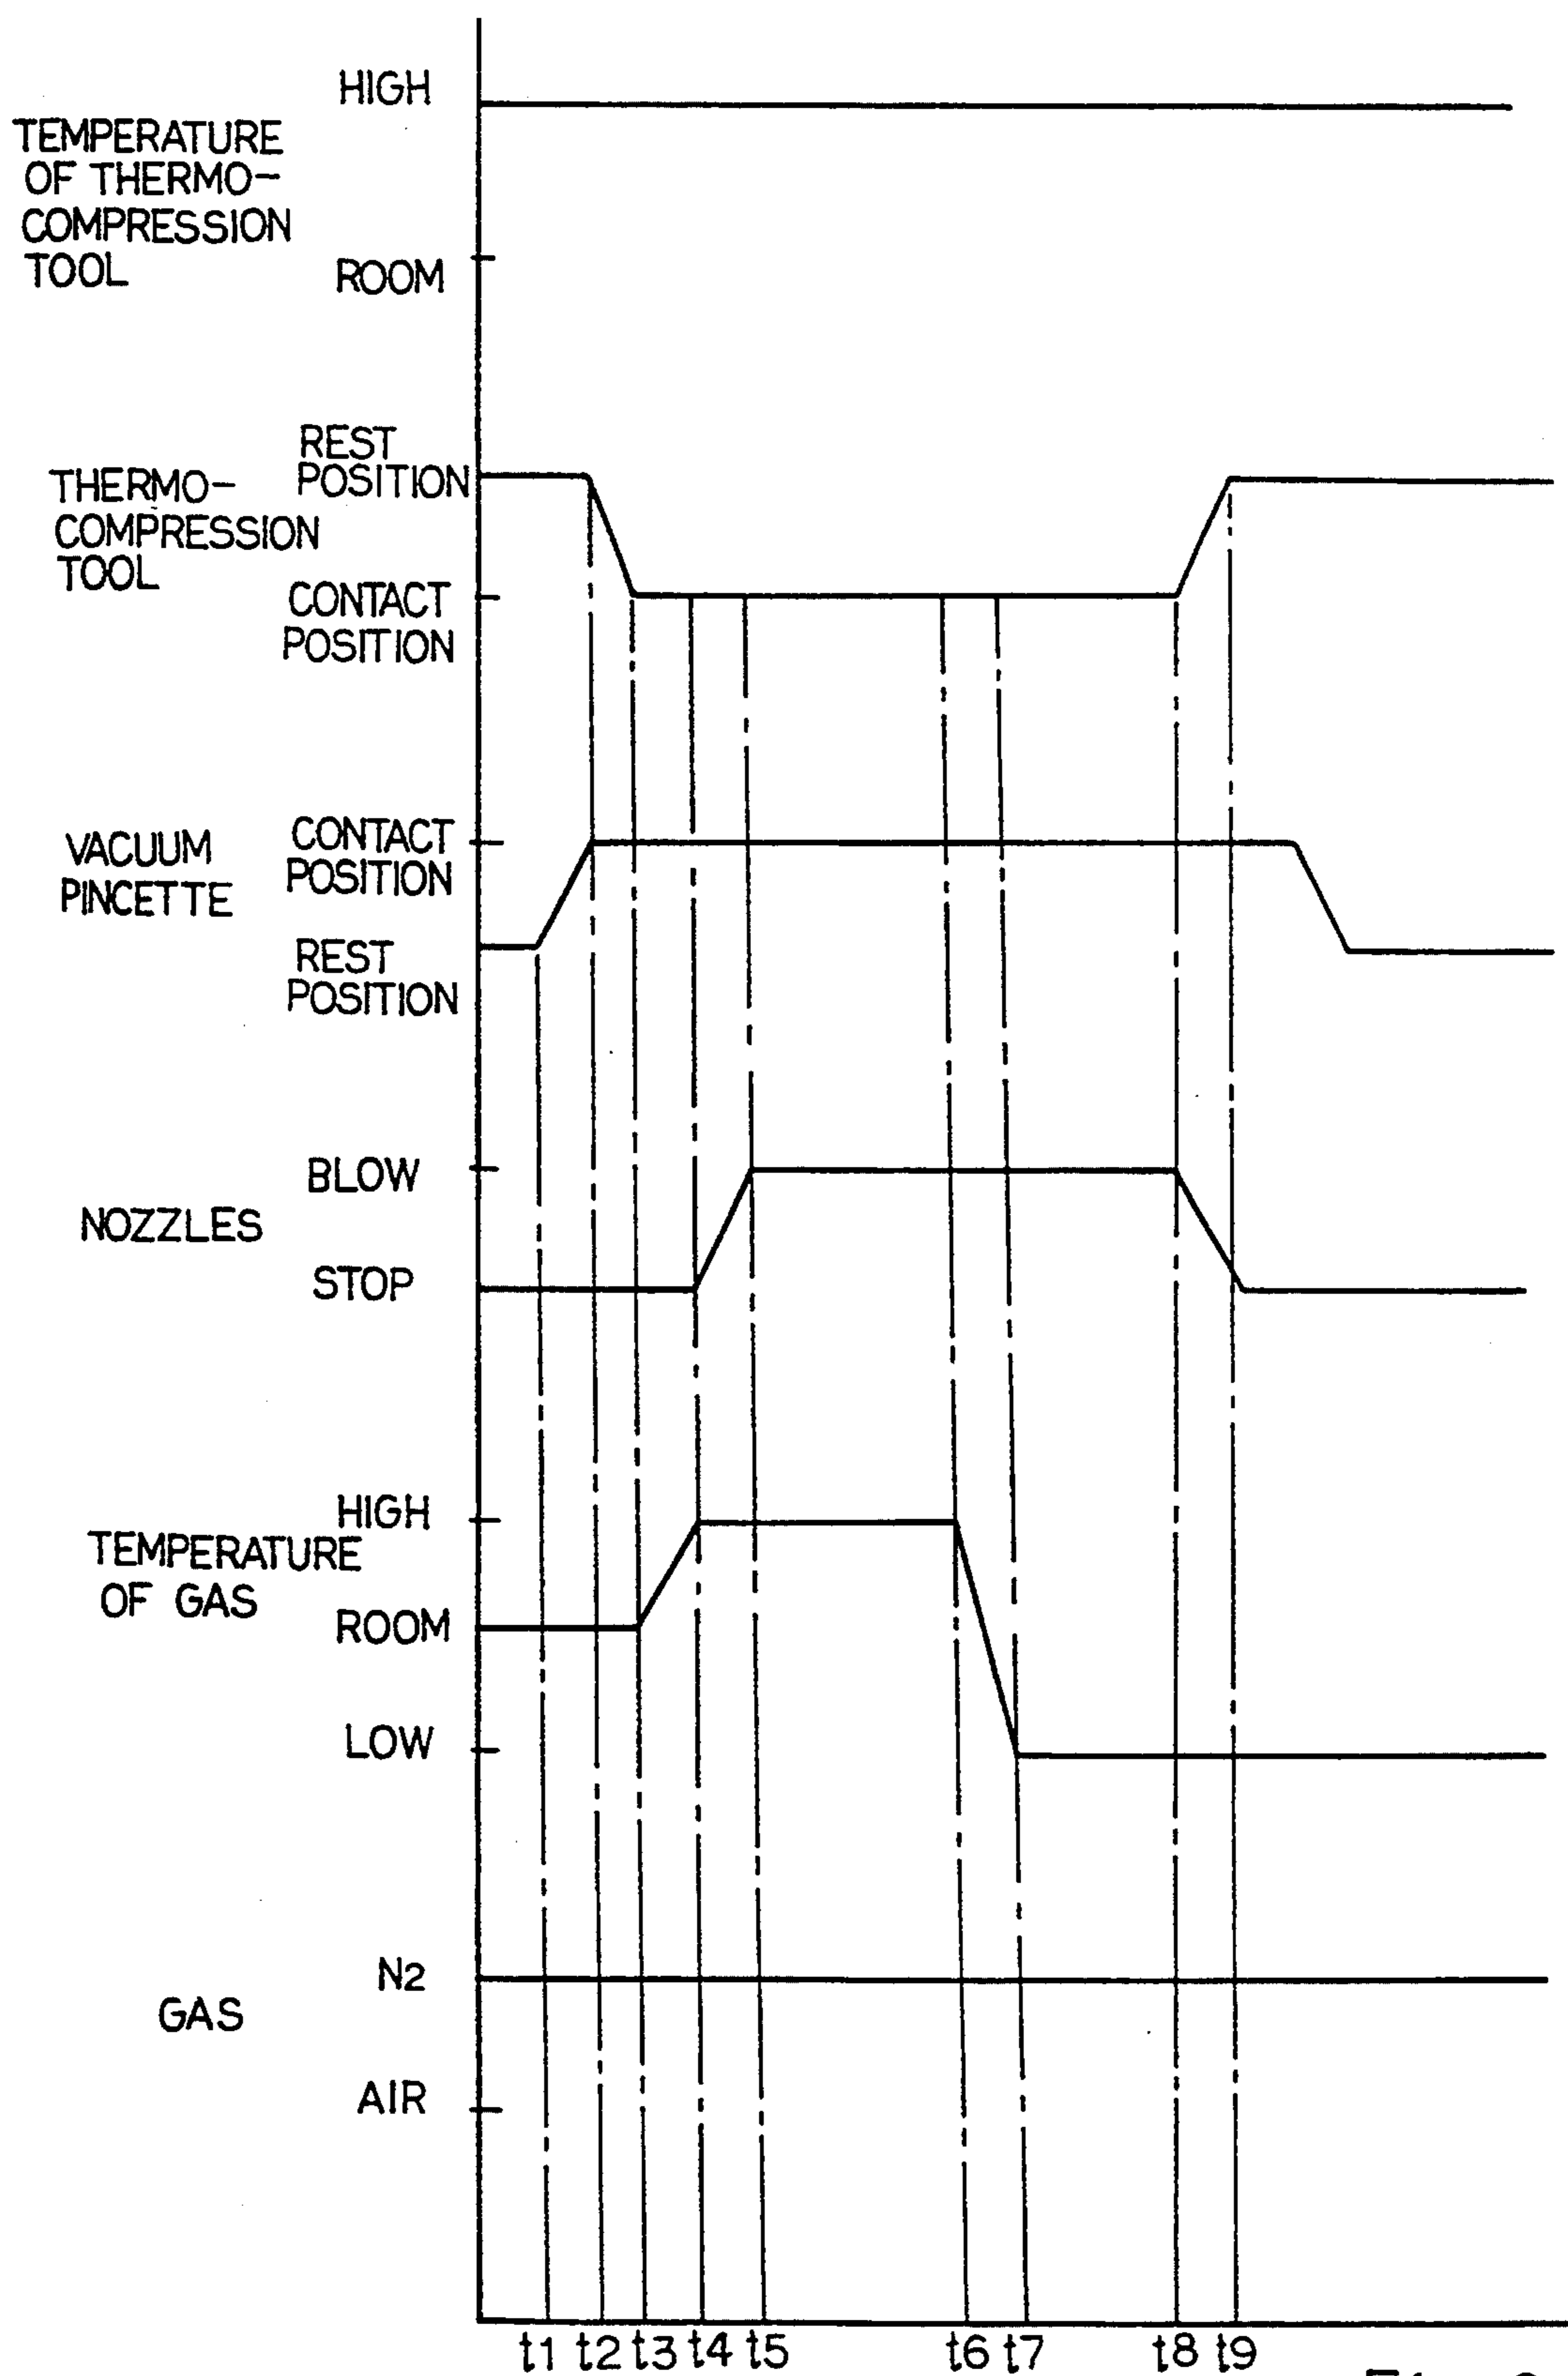 HIGH
TEMPERATURE
OF THERMO-
COMPRESSION
TOOL
ROOM
REST
POSITION
THERMO-
COMPRESSION
TOOL
CONTACT
POSITION
VACUUM
PINCETTE
CONTACT
POSITION
REST
POSITION
BLOW
NOZZLES
STOP
HIGH
TEMPERATURE
OF GAS
ROOM
LOW
N2
GAS
AIR
t1 t2 t3 t4 t5 t6 t7 t8 t9